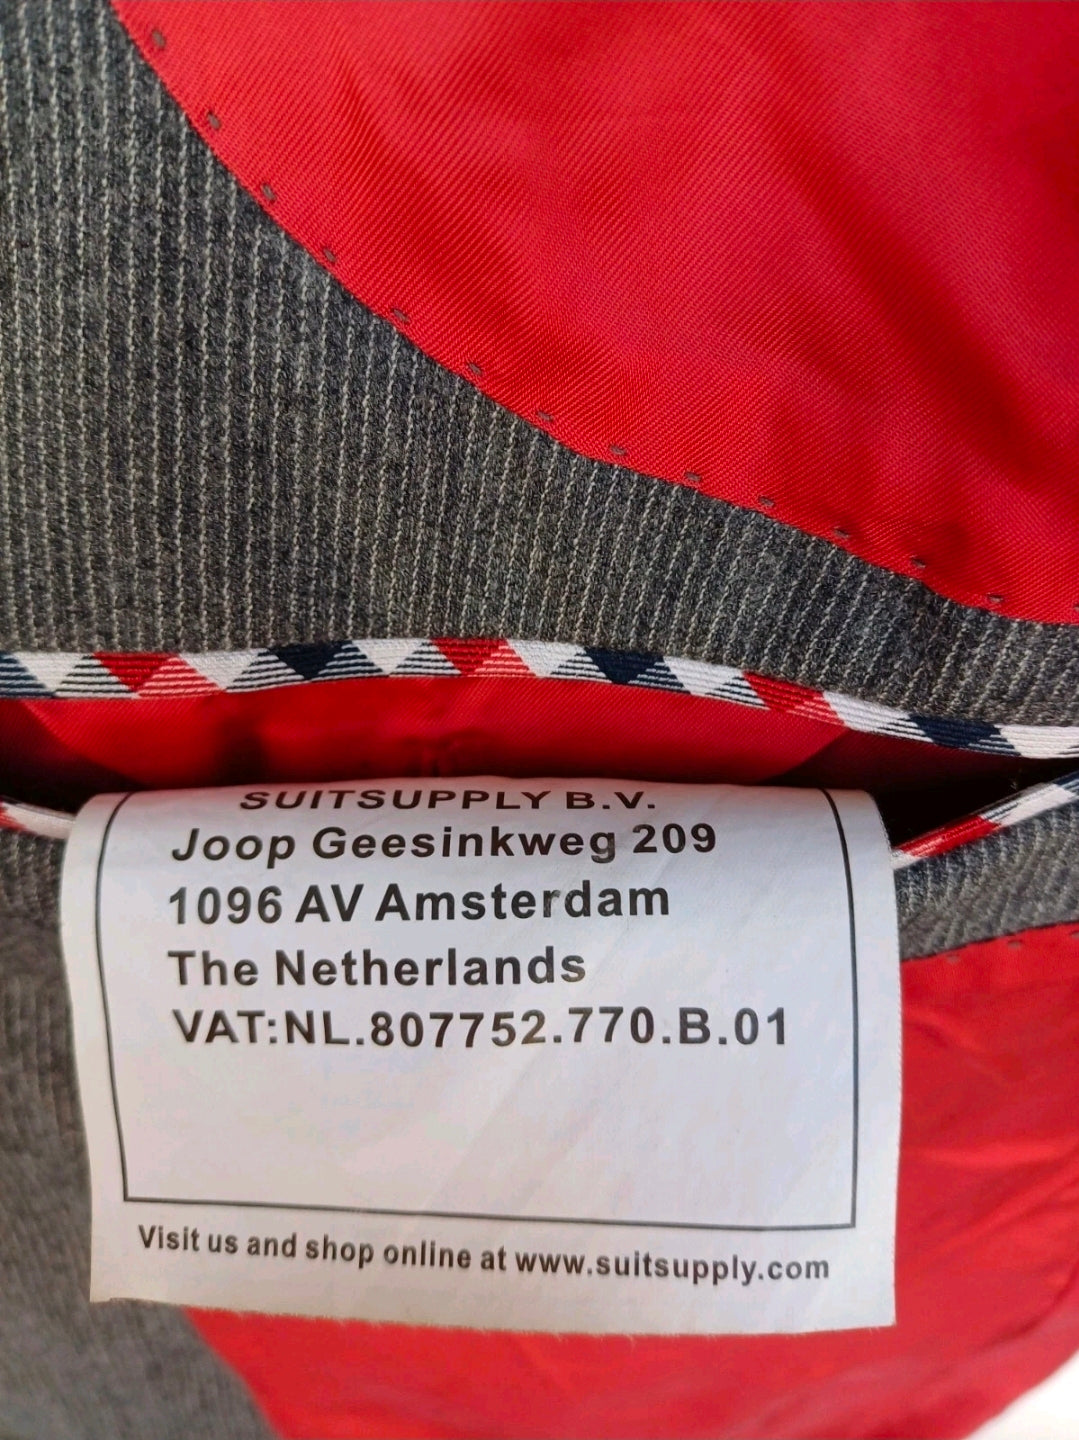 SUITSUPPLY B.V.
Joop Geesinkweg 209
1096 AV Amsterdam
The Netherlands
VAT:NL.807752.770.B.01
Visit us and shop online at www.suitsupply.com